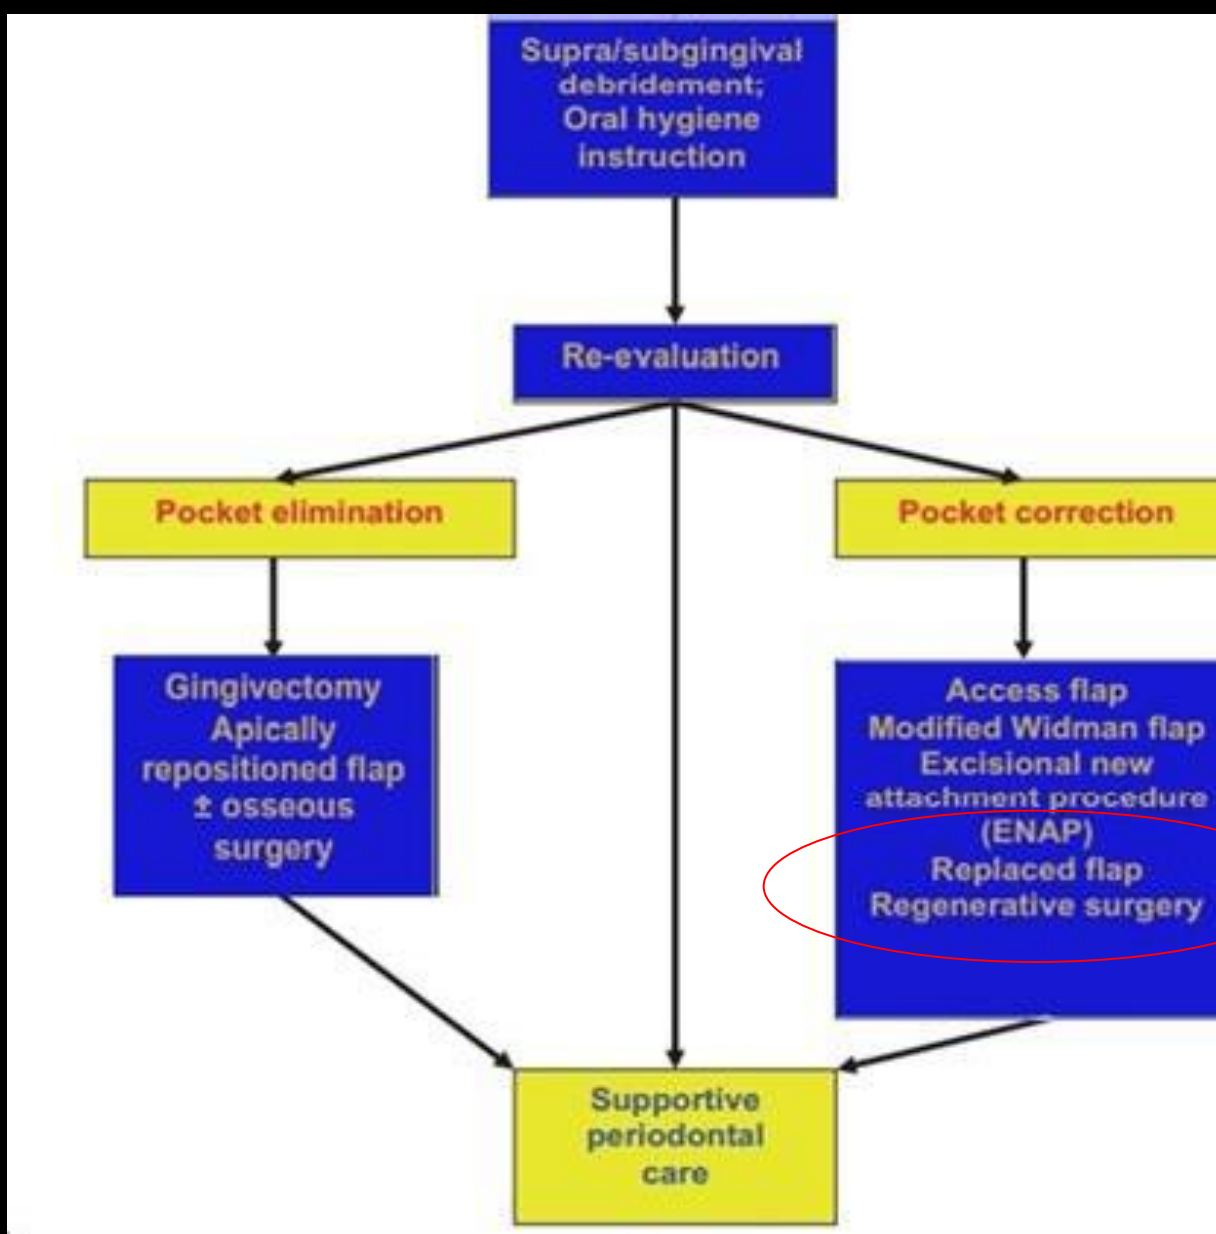 Supra/subgingival
debridement;
Oral hygiene
instruction
Re-evaluation
Pocket elimination
Pocket correction
Gingivectomy
Apically
repositioned flap
± osseous
surgery
Access flap
Modified Widman flap
Excisional new
attachment procedure
(ENAP)
Replaced flap
Regenerative surgery
Supportive
periodontal
care